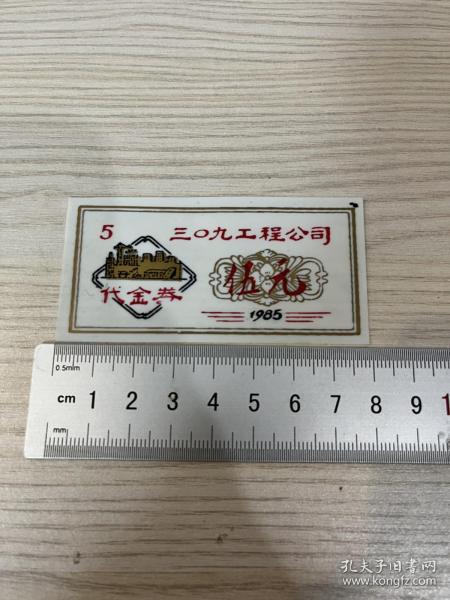 5 三〇九工程公司
代金券 伍元
1985
0.5mm
cm 1 2 3 4 5 6 7 8 9 1
mm
孔夫子旧书网
www.kongfz.com